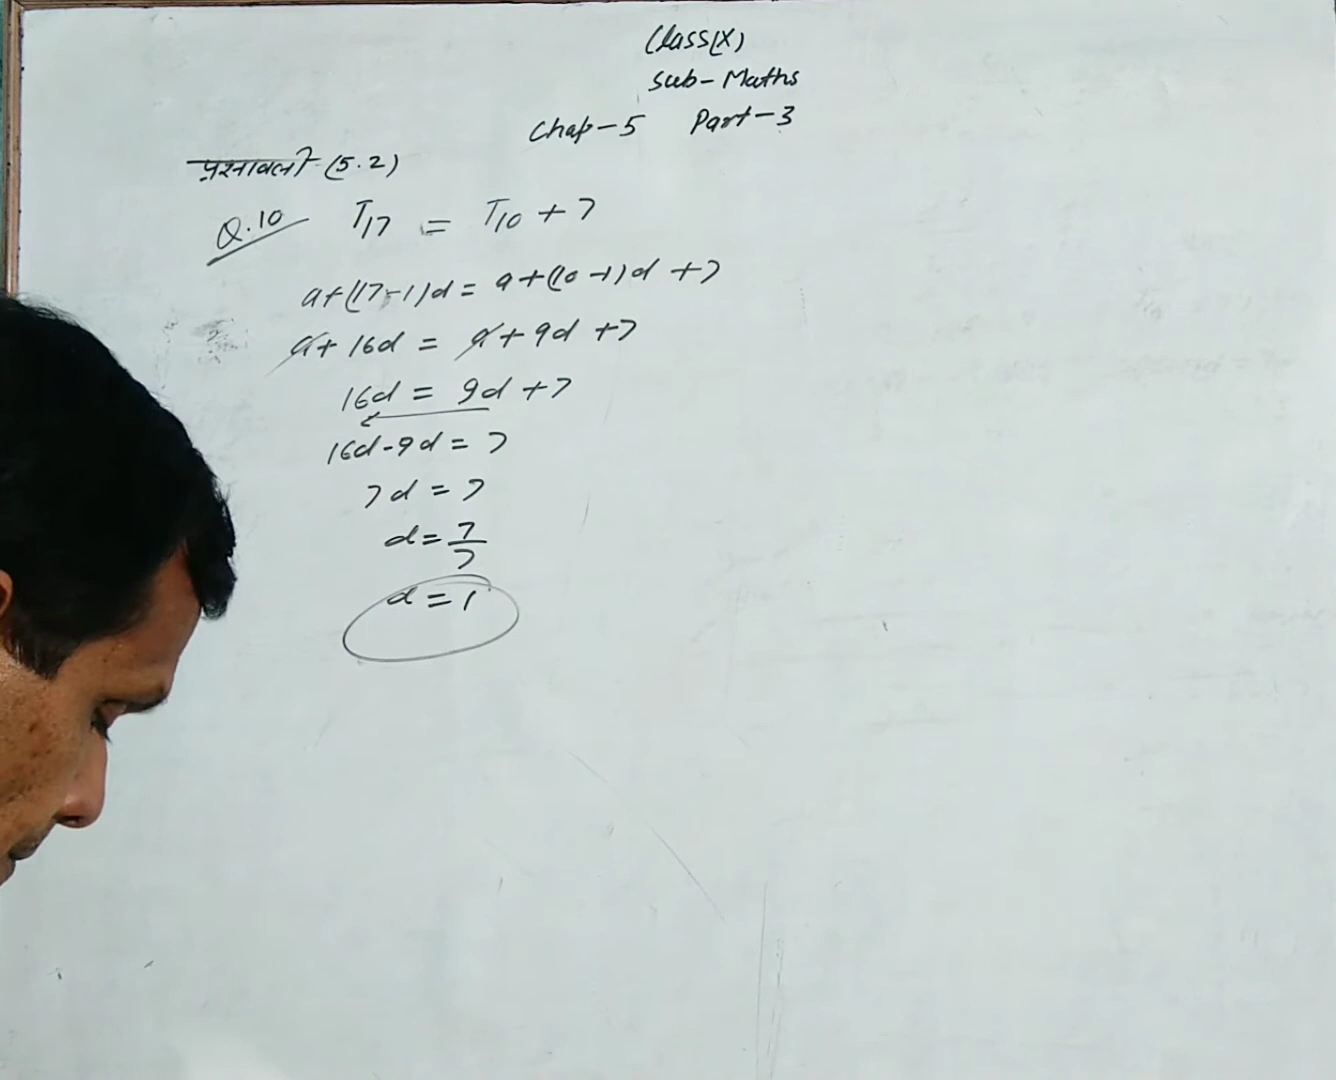 Class(X)
Sub-Maths
Chap-5 Part-3
प्रश्नावली (5.2)
Q.10 T17 = T10 + 7
a+(17-1)d = a+(10-1)d +7
a+ 16d = a+ 9d +7
16d = 9d +7
16d-9d = 7
7d = 7
d= 7/7
d=1